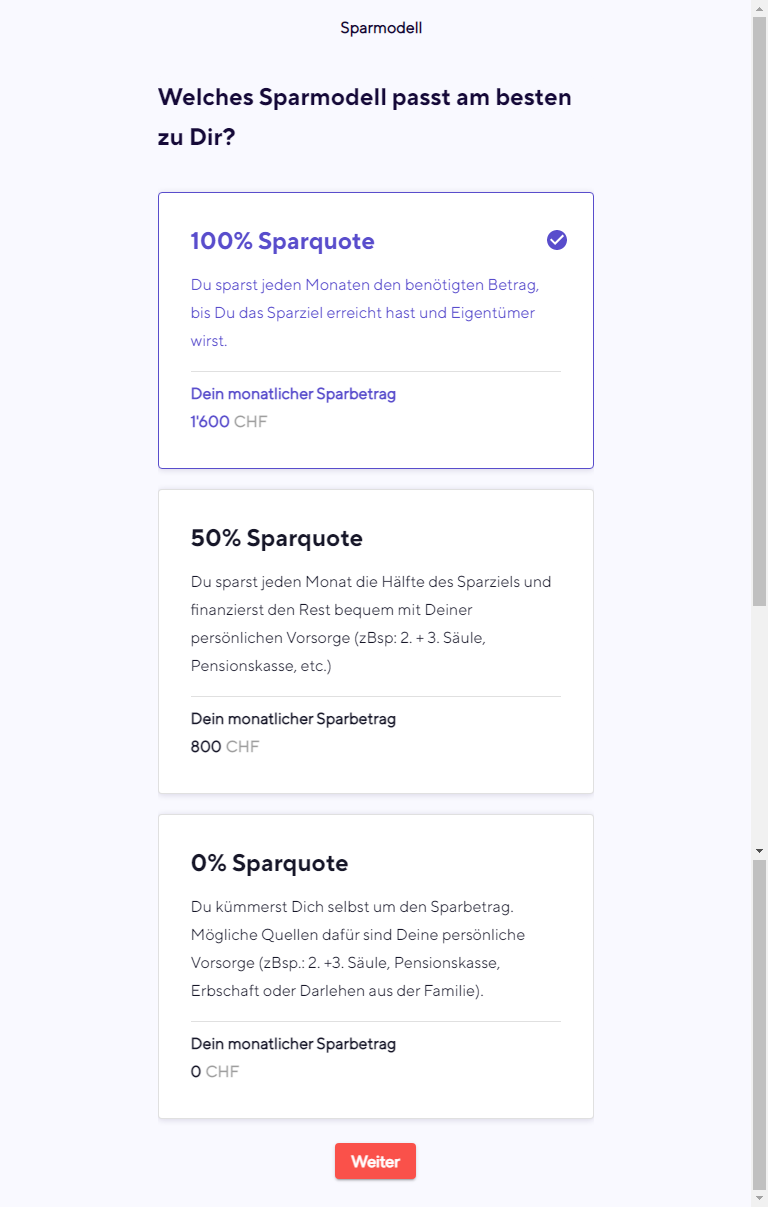 Sparmodell
Welches Sparmodell passt am besten
zu Dir?
100% Sparquote
Du sparst jeden Monaten den benötigten Betrag,
bis Du das Sparziel erreicht hast und Eigentümer
wirst.
Dein monatlicher Sparbetrag
1'600 CHF
50% Sparquote
Du sparst jeden Monat die Hälfte des Sparziels und
finanzierst den Rest bequem mit Deiner
persönlichen Vorsorge (zBsp: 2. + 3. Säule,
Pensionskasse, etc.)
Dein monatlicher Sparbetrag
800 CHF
0% Sparquote
Du kümmerst Dich selbst um den Sparbetrag.
Mögliche Quellen dafür sind Deine persönliche
Vorsorge (zBsp.: 2. +3. Säule, Pensionskasse,
Erbschaft oder Darlehen aus der Familie).
Dein monatlicher Sparbetrag
0 CHF
Weiter